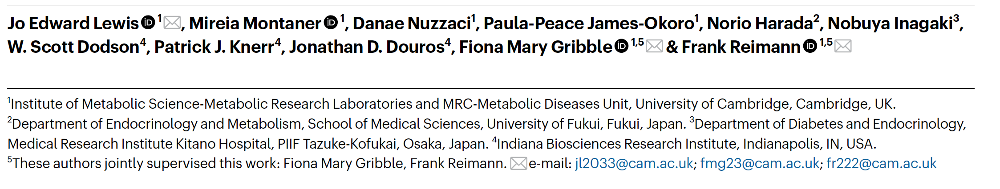 Jo Edward Lewis iD 1, Mireia Montaner iD 1, Danae Nuzzaci1, Paula-Peace James-Okoro1, Norio Harada2, Nobuya Inagaki3,
W. Scott Dodson4, Patrick J. Knerr4, Jonathan D. Douros4, Fiona Mary Gribble iD 1,5 & Frank Reimann iD 1,5
1Institute of Metabolic Science-Metabolic Research Laboratories and MRC-Metabolic Diseases Unit, University of Cambridge, Cambridge, UK.
2Department of Endocrinology and Metabolism, School of Medical Sciences, University of Fukui, Fukui, Japan. 3Department of Diabetes and Endocrinology,
Medical Research Institute Kitano Hospital, PIIF Tazuke-Kofukai, Osaka, Japan. 4Indiana Biosciences Research Institute, Indianapolis, IN, USA.
5These authors jointly supervised this work: Fiona Mary Gribble, Frank Reimann. e-mail: jl2033@cam.ac.uk; fmg23@cam.ac.uk; fr222@cam.ac.uk